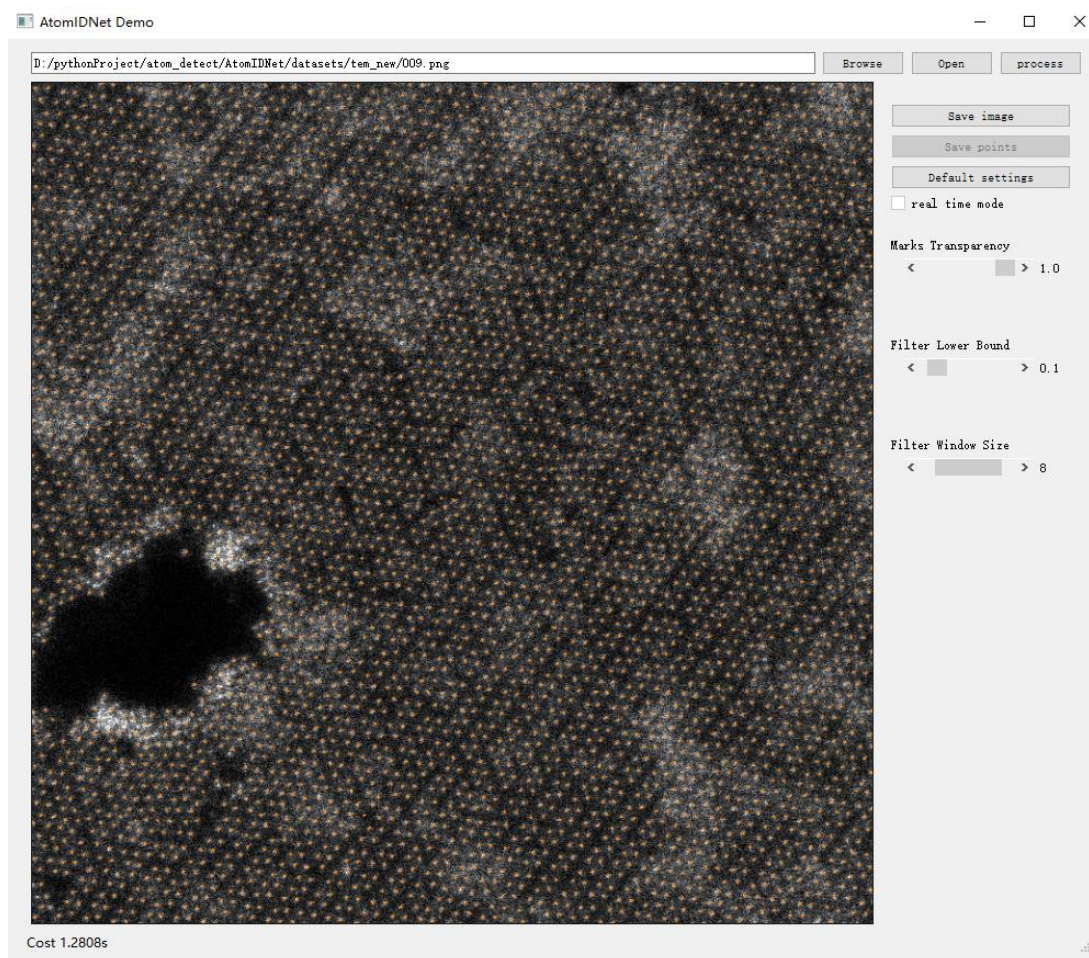 AtomIDNet Demo
D:/pythonProject/atom_detect/AtomIDNet/datasets/tem_new/009.png
Browse
Open
process
Save image
Save points
Default settings
real time mode
Marks Transparency
1.0
Filter Lower Bound
0.1
Filter Window Size
8
Cost 1.2808s